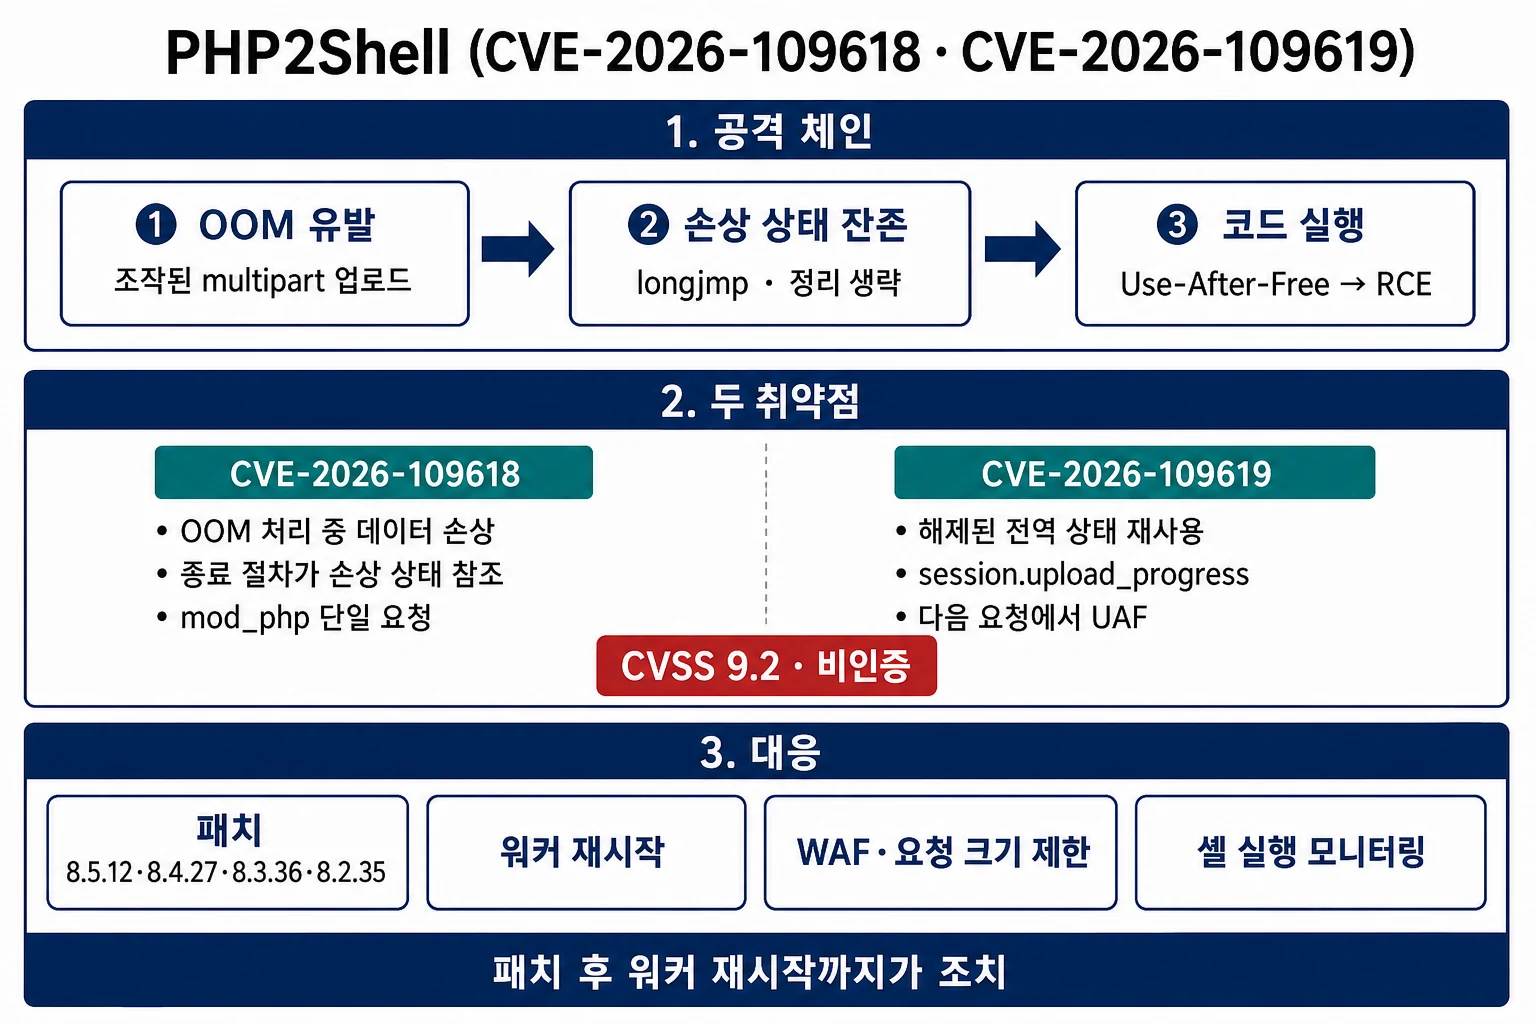 PHP2Shell (CVE-2026-109618 · CVE-2026-109619)
1. 공격 체인
1 OOM 유발
조작된 multipart 업로드
2 손상 상태 잔존
longjmp · 정리 생략
3 코드 실행
Use-After-Free → RCE
2. 두 취약점
CVE-2026-109618
• OOM 처리 중 데이터 손상
• 종료 절차가 손상 상태 참조
• mod_php 단일 요청
CVE-2026-109619
• 해제된 전역 상태 재사용
• session.upload_progress
• 다음 요청에서 UAF
CVSS 9.2 · 비인증
3. 대응
패치
8.5.12·8.4.27·8.3.36·8.2.35
워커 재시작
WAF · 요청 크기 제한
셸 실행 모니터링
패치 후 워커 재시작까지가 조치